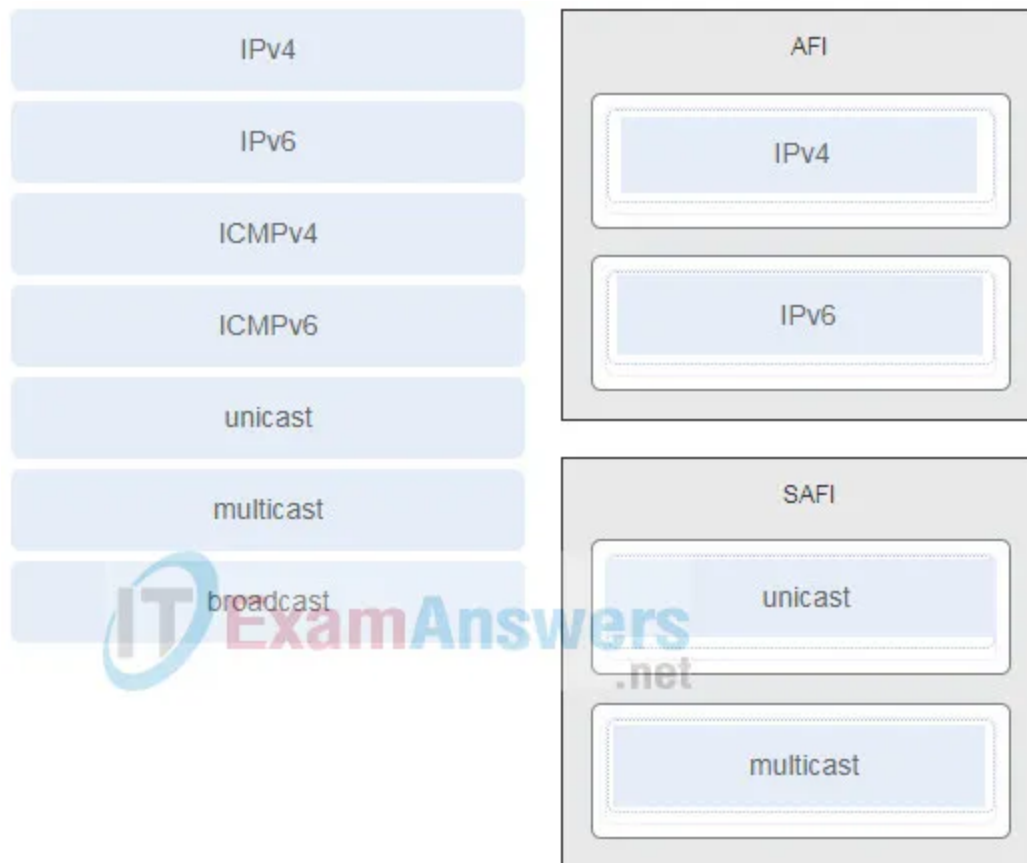 IPv4
IPv6
ICMPv4
ICMPv6
unicast
multicast
broadcast
AFI
IPv4
IPv6
SAFI
unicast
multicast
ITExamAnswers
.net